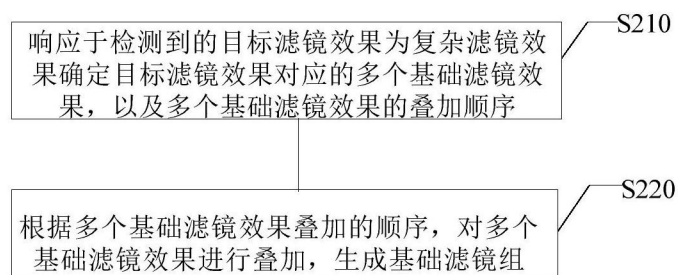 响应于检测到的目标滤镜效果为复杂滤镜效
果确定目标滤镜效果对应的多个基础滤镜效
果，以及多个基础滤镜效果的叠加顺序
S210
根据多个基础滤镜效果叠加的顺序，对多个
基础滤镜效果进行叠加，生成基础滤镜组
S220